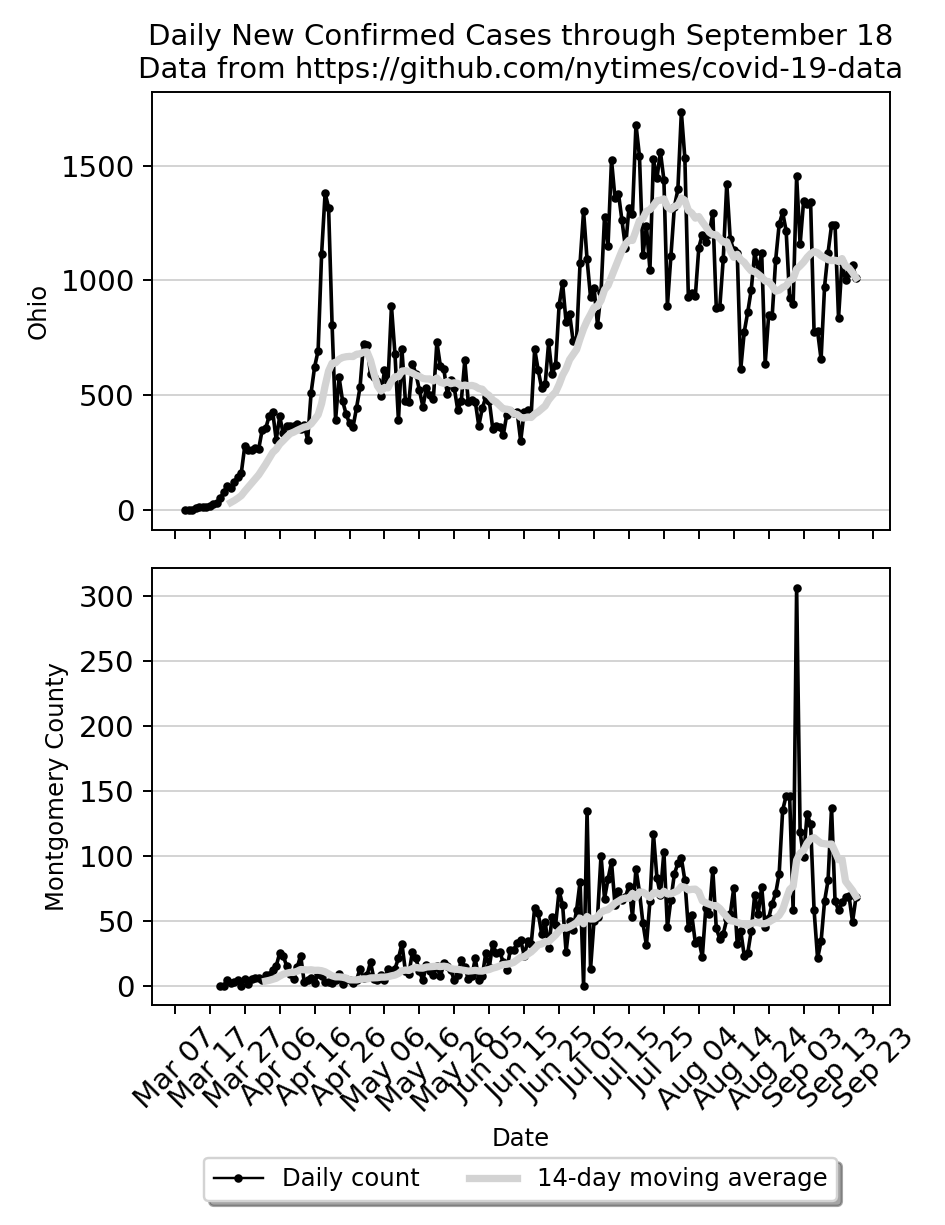 Daily New Confirmed Cases through September 18
Data from https://github.com/nytimes/covid-19-data
1500
1000
500
0
Ohio
300
250
200
150
100
50
0
Montgomery County
Mar 07
Mar 17
Mar 27
Apr 06
Apr 16
Apr 26
May 06
May 16
May 26
Jun 05
Jun 15
Jun 25
Jul 05
Jul 15
Jul 25
Aug 04
Aug 14
Aug 24
Sep 03
Sep 13
Sep 23
Date
Daily count
14-day moving average